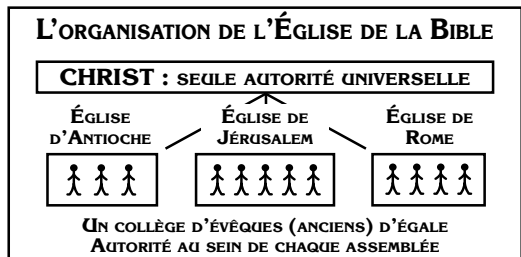 L'ORGANISATION DE L'ÉGLISE DE LA BIBLE
CHRIST : SEULE AUTORITÉ UNIVERSELLE
ÉGLISE D'ANTIOCHE
ÉGLISE DE JÉRUSALEM
ÉGLISE DE ROME
UN COLLÈGE D'ÉVÊQUES (ANCIENS) D'ÉGALE
AUTORITÉ AU SEIN DE CHAQUE ASSEMBLÉE